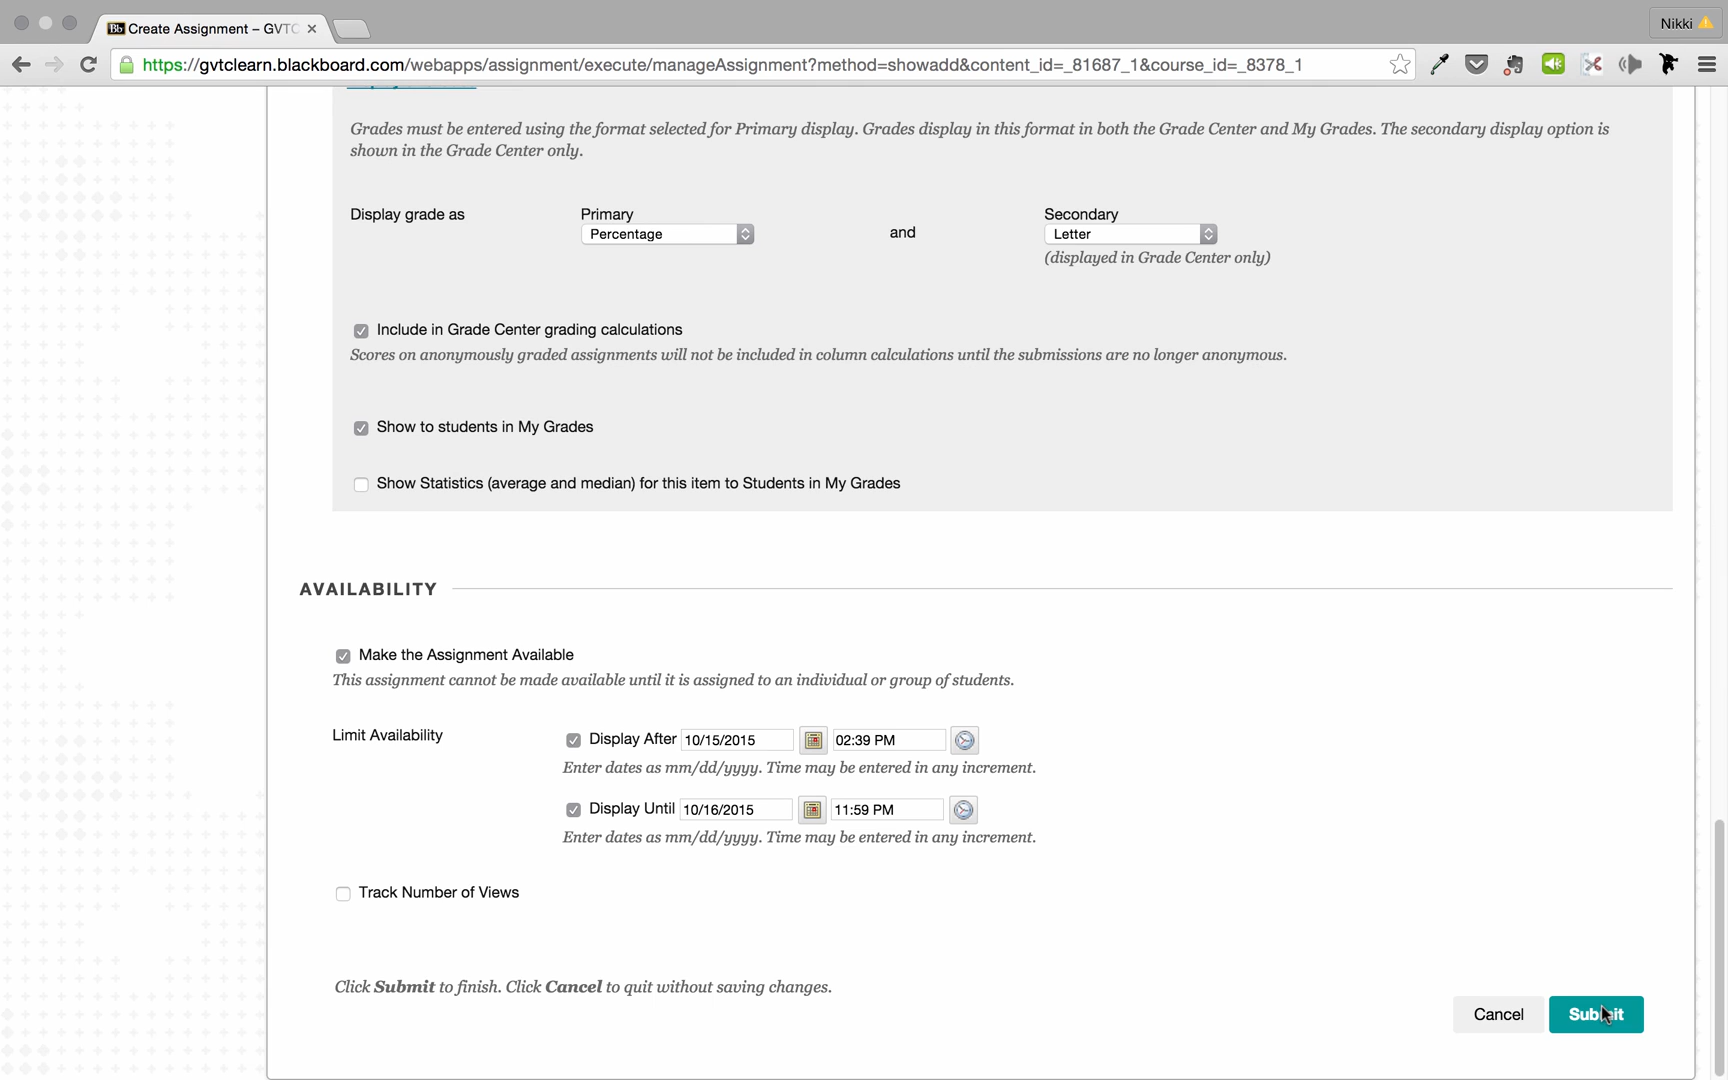 Bb Create Assignment – GVTC
Nikki
https://gvtclearn.blackboard.com/webapps/assignment/execute/manageAssignment?method=showadd&content_id=_81687_1&course_id=_8378_1
Grades must be entered using the format selected for Primary display. Grades display in this format in both the Grade Center and My Grades. The secondary display option is
shown in the Grade Center only.
Display grade as
Primary
Percentage
and
Secondary
Letter
(displayed in Grade Center only)
Include in Grade Center grading calculations
Scores on anonymously graded assignments will not be included in column calculations until the submissions are no longer anonymous.
Show to students in My Grades
Show Statistics (average and median) for this item to Students in My Grades
AVAILABILITY
Make the Assignment Available
This assignment cannot be made available until it is assigned to an individual or group of students.
Limit Availability
Display After 10/15/2015 02:39 PM
Enter dates as mm/dd/yyyy. Time may be entered in any increment.
Display Until 10/16/2015 11:59 PM
Enter dates as mm/dd/yyyy. Time may be entered in any increment.
Track Number of Views
Click Submit to finish. Click Cancel to quit without saving changes.
Cancel
Submit